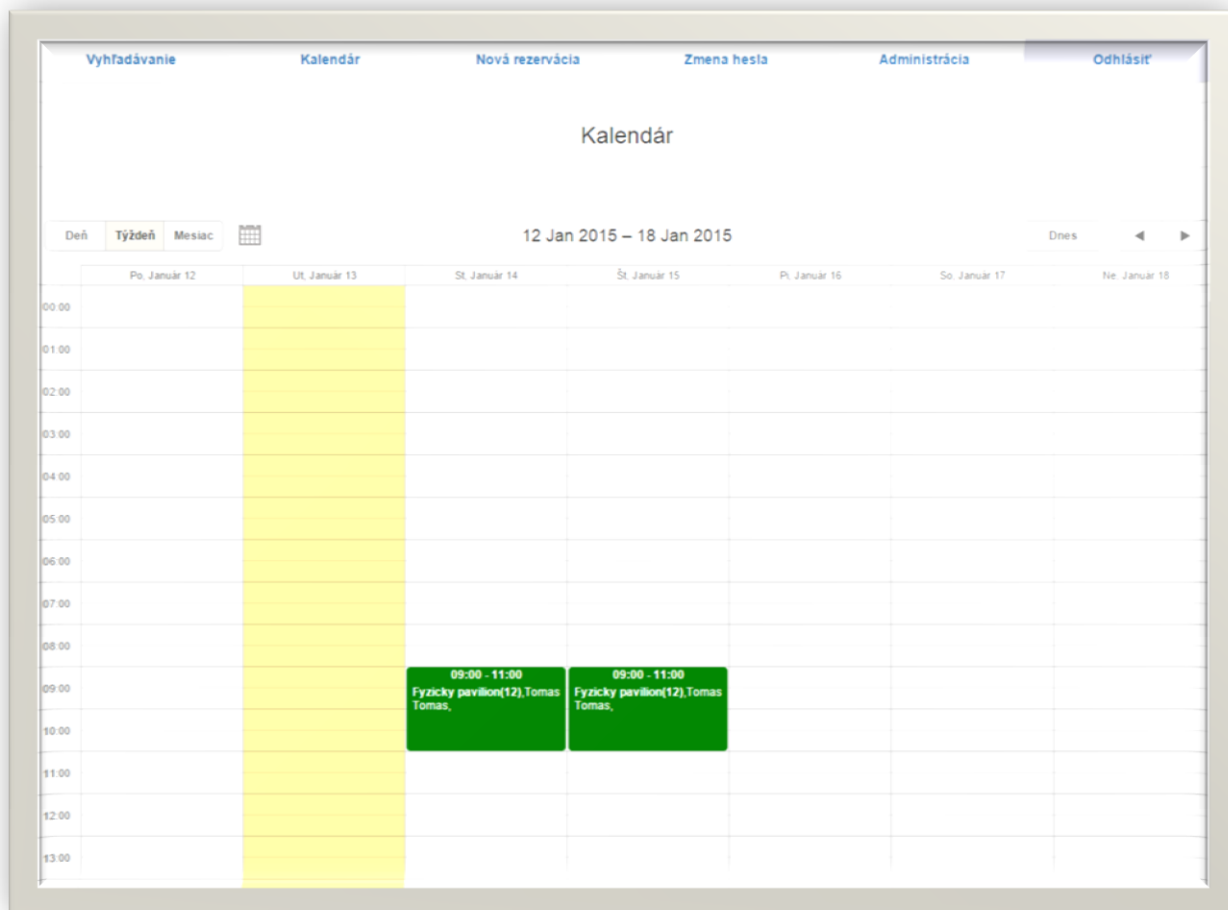 Vyhľadávanie Kalendár Nová rezervácia Zmena hesla Administrácia Odhlásiť
Kalendár
Deň Týždeň Mesiac 12 Jan 2015 – 18 Jan 2015 Dnes
Po, Január 12 Ut, Január 13 St, Január 14 Št, Január 15 Pi, Január 16 So, Január 17 Ne, Január 18
00:00
01:00
02:00
03:00
04:00
05:00
06:00
07:00
08:00
09:00 - 11:00 09:00 - 11:00
09:00 Fyzicky pavilion(12),Tomas Fyzicky pavilion(12),Tomas
Tomas, Tomas,
10:00
11:00
12:00
13:00